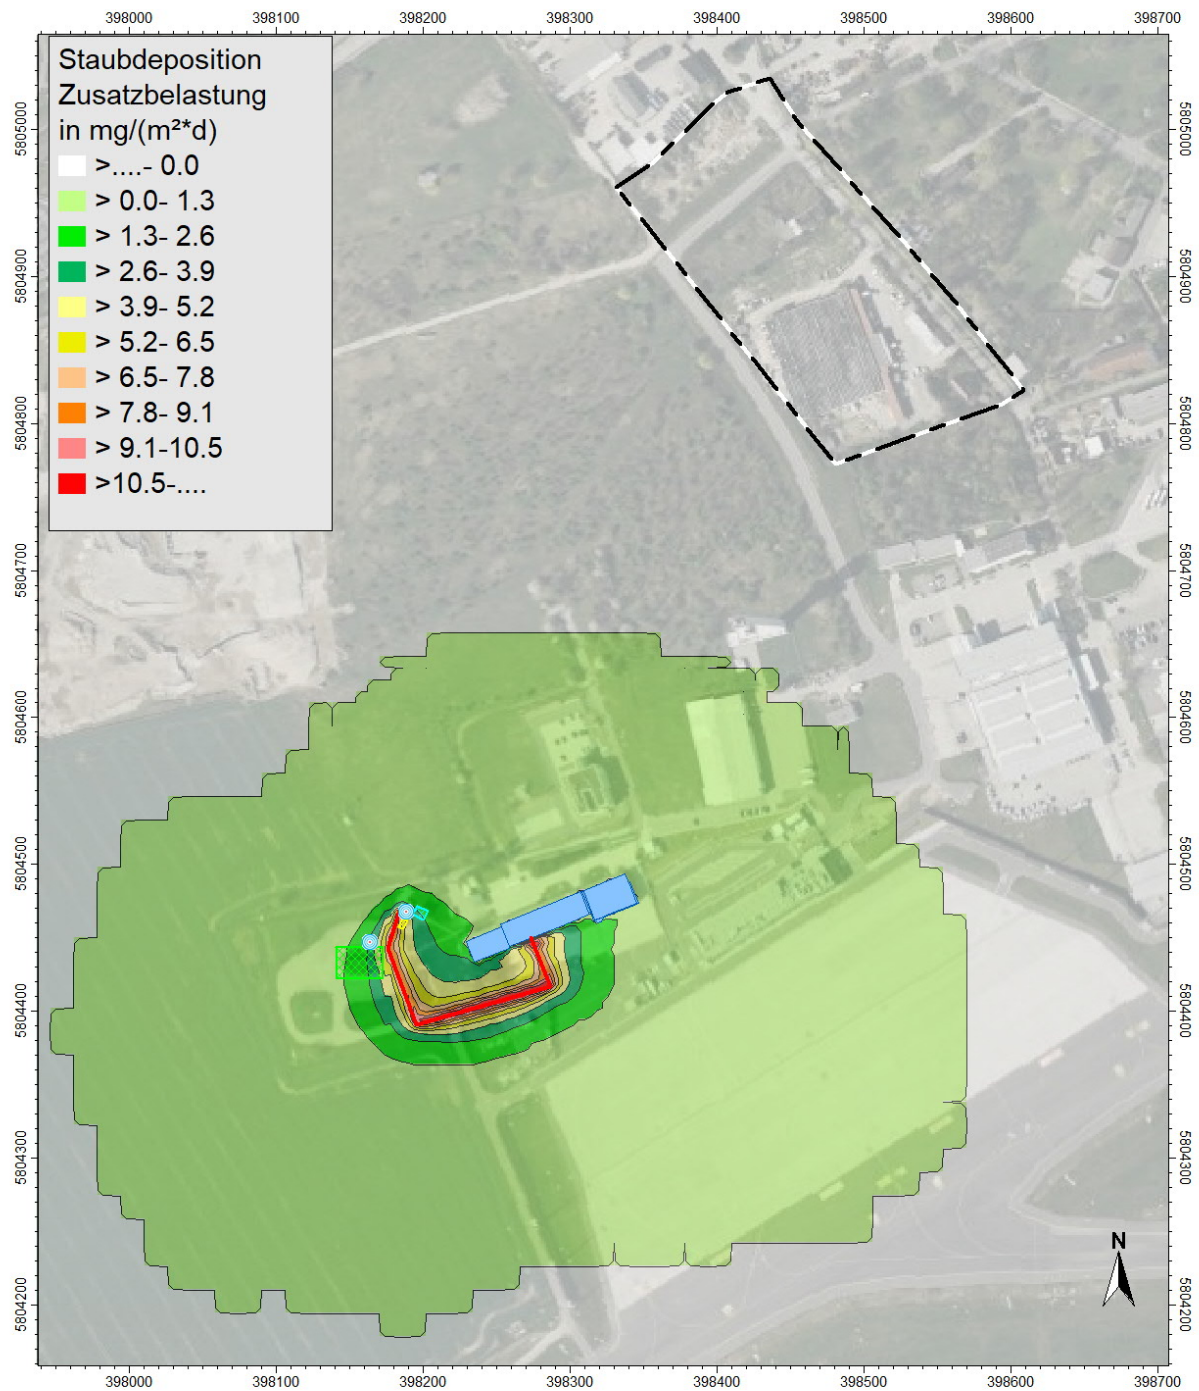 398000 398100 398200 398300 398400 398500 398600 398700
Staubdeposition
Zusatzbelastung
in mg/(m²*d)
>....- 0.0
> 0.0- 1.3
> 1.3- 2.6
> 2.6- 3.9
> 3.9- 5.2
> 5.2- 6.5
> 6.5- 7.8
> 7.8- 9.1
> 9.1-10.5
>10.5-....
5805000
5804900
5804800
5804700
5804600
5804500
5804400
5804300
5804200
5805000
5804900
5804800
5804700
5804600
5804500
5804400
5804300
5804200
N
398000 398100 398200 398300 398400 398500 398600 398700